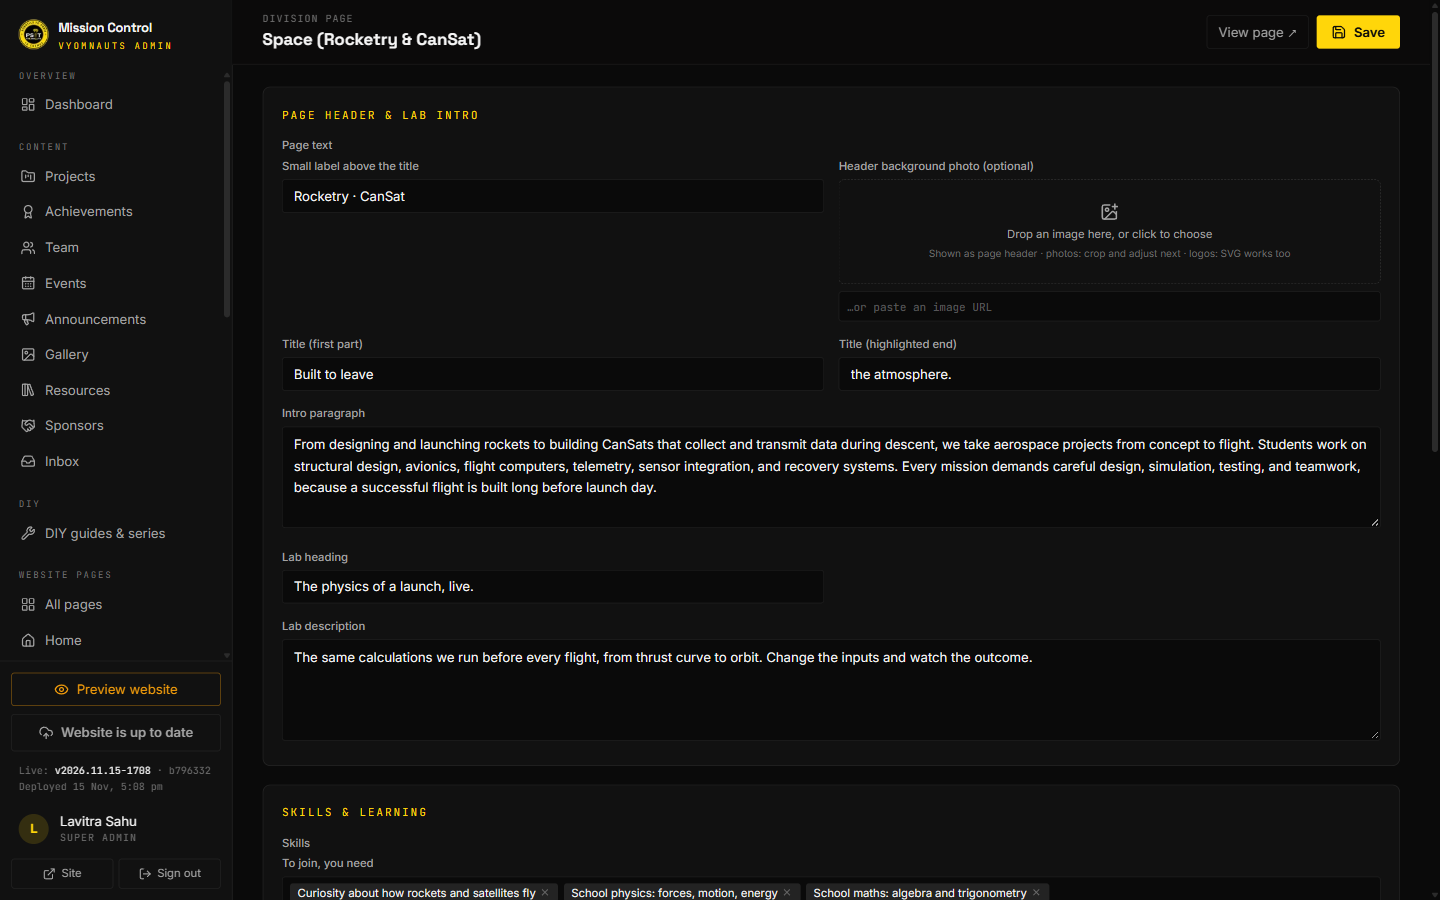 Mission Control
VYOMNAUTS ADMIN
OVERVIEW
Dashboard
CONTENT
Projects
Achievements
Team
Events
Announcements
Gallery
Resources
Sponsors
Inbox
DIY
DIY guides & series
WEBSITE PAGES
All pages
Home
Preview website
Website is up to date
Live: v2026.11.15-1708 · b796332
Deployed 15 Nov, 5:08 pm
L
Lavitra Sahu
SUPER ADMIN
Site
Sign out
DIVISION PAGE
Space (Rocketry & CanSat)
View page ↗
Save
PAGE HEADER & LAB INTRO
Page text
Small label above the title
Rocketry · CanSat
Header background photo (optional)
Drop an image here, or click to choose
Shown as page header · photos: crop and adjust next · logos: SVG works too
…or paste an image URL
Title (first part)
Built to leave
Title (highlighted end)
the atmosphere.
Intro paragraph
From designing and launching rockets to building CanSats that collect and transmit data during descent, we take aerospace projects from concept to flight. Students work on
structural design, avionics, flight computers, telemetry, sensor integration, and recovery systems. Every mission demands careful design, simulation, testing, and teamwork,
because a successful flight is built long before launch day.
Lab heading
The physics of a launch, live.
Lab description
The same calculations we run before every flight, from thrust curve to orbit. Change the inputs and watch the outcome.
SKILLS & LEARNING
Skills
To join, you need
Curiosity about how rockets and satellites fly ×
School physics: forces, motion, energy ×
School maths: algebra and trigonometry ×